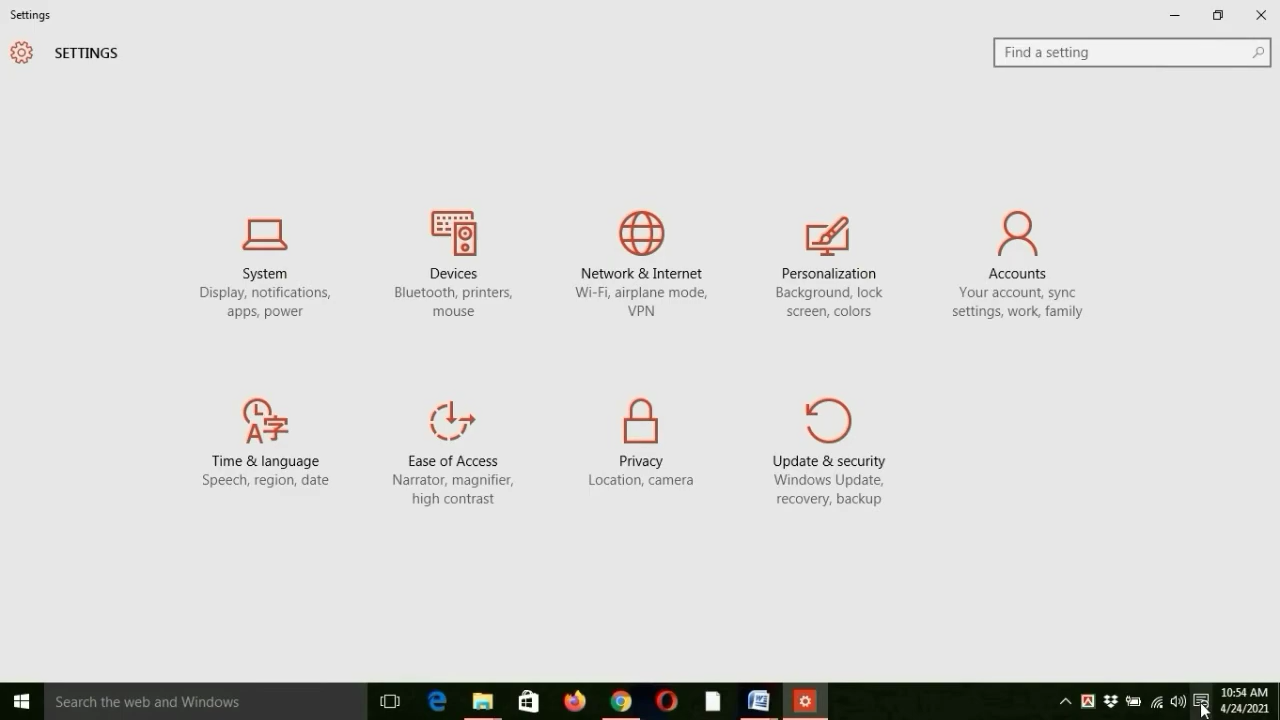 Settings
SETTINGS
Find a setting
System
Display, notifications,
apps, power
Devices
Bluetooth, printers,
mouse
Network & Internet
Wi-Fi, airplane mode,
VPN
Personalization
Background, lock
screen, colors
Accounts
Your account, sync
settings, work, family
Time & language
Speech, region, date
Ease of Access
Narrator, magnifier,
high contrast
Privacy
Location, camera
Update & security
Windows Update,
recovery, backup
Search the web and Windows
10:54 AM
4/24/2021